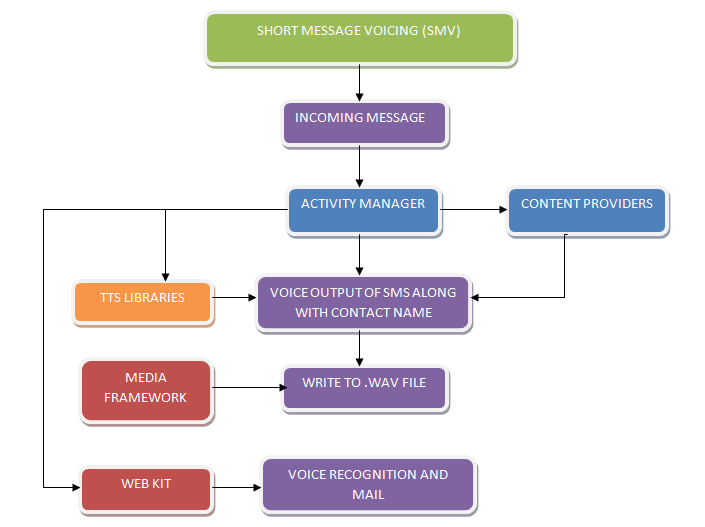 SHORT MESSAGE VOICING (SMV)
INCOMING MESSAGE
ACTIVITY MANAGER
CONTENT PROVIDERS
TTS LIBRARIES
VOICE OUTPUT OF SMS ALONG
WITH CONTACT NAME
MEDIA
FRAMEWORK
WRITE TO .WAV FILE
WEB KIT
VOICE RECOGNITION AND
MAIL